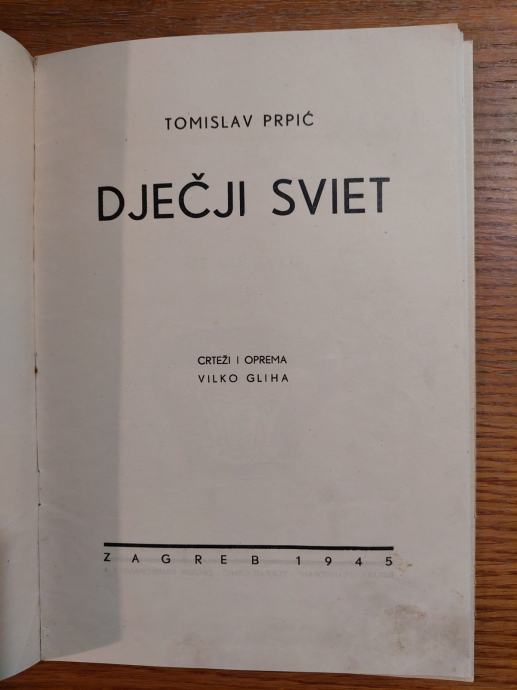 TOMISLAV PRPIĆ
DJEČJI SVIET
CRTEŽI I OPREMA
VILKO GLIHA
ZAGREB 1945